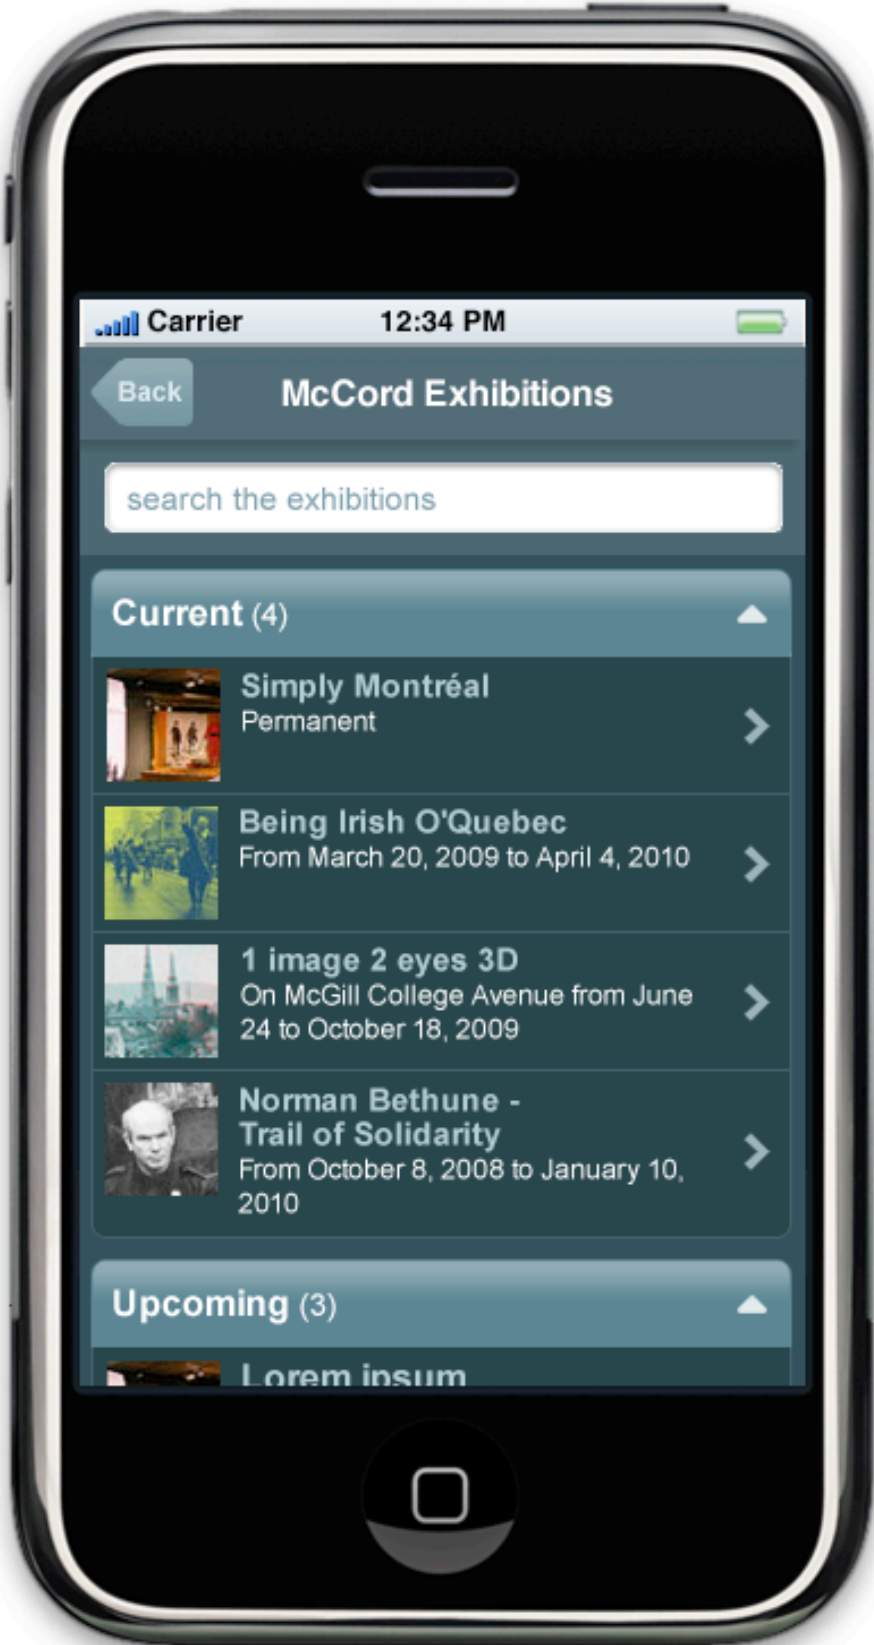 Carrier 12:34 PM
Back McCord Exhibitions
search the exhibitions
Current (4)
Simply Montréal
Permanent
Being Irish O'Quebec
From March 20, 2009 to April 4, 2010
1 image 2 eyes 3D
On McGill College Avenue from June
24 to October 18, 2009
Norman Bethune -
Trail of Solidarity
From October 8, 2008 to January 10,
2010
Upcoming (3)
Lorem ipsum